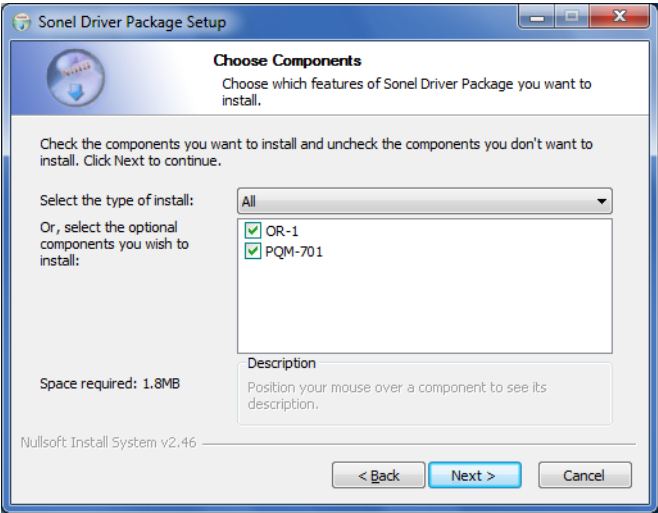 Sonel Driver Package Setup
Choose Components
Choose which features of Sonel Driver Package you want to
install.
Check the components you want to install and uncheck the components you don't want to
install. Click Next to continue.
Select the type of install:
All
Or, select the optional
components you wish to
install:
OR-1
PQM-701
Space required: 1.8MB
Description
Position your mouse over a component to see its
description.
Nullsoft Install System v2.46
< Back
Next >
Cancel